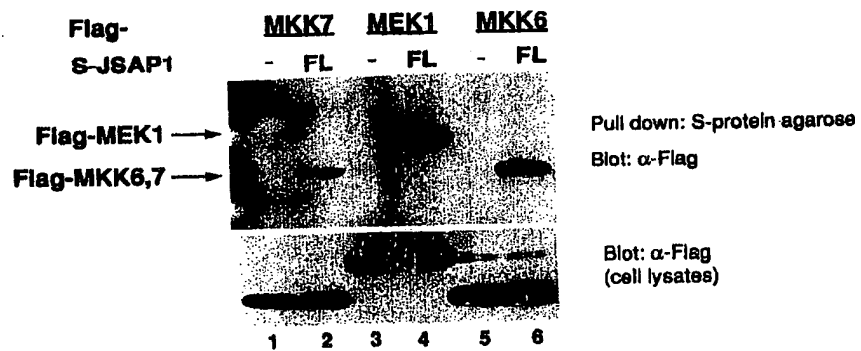 Flag- MKK7 MEK1 MKK6
S-JSAP1 - FL - FL - FL
Flag-MEK1
Pull down: S-protein agarose
Blot: α-Flag
Flag-MKK6,7
Blot: α-Flag
(cell lysates)
1 2 3 4 5 6